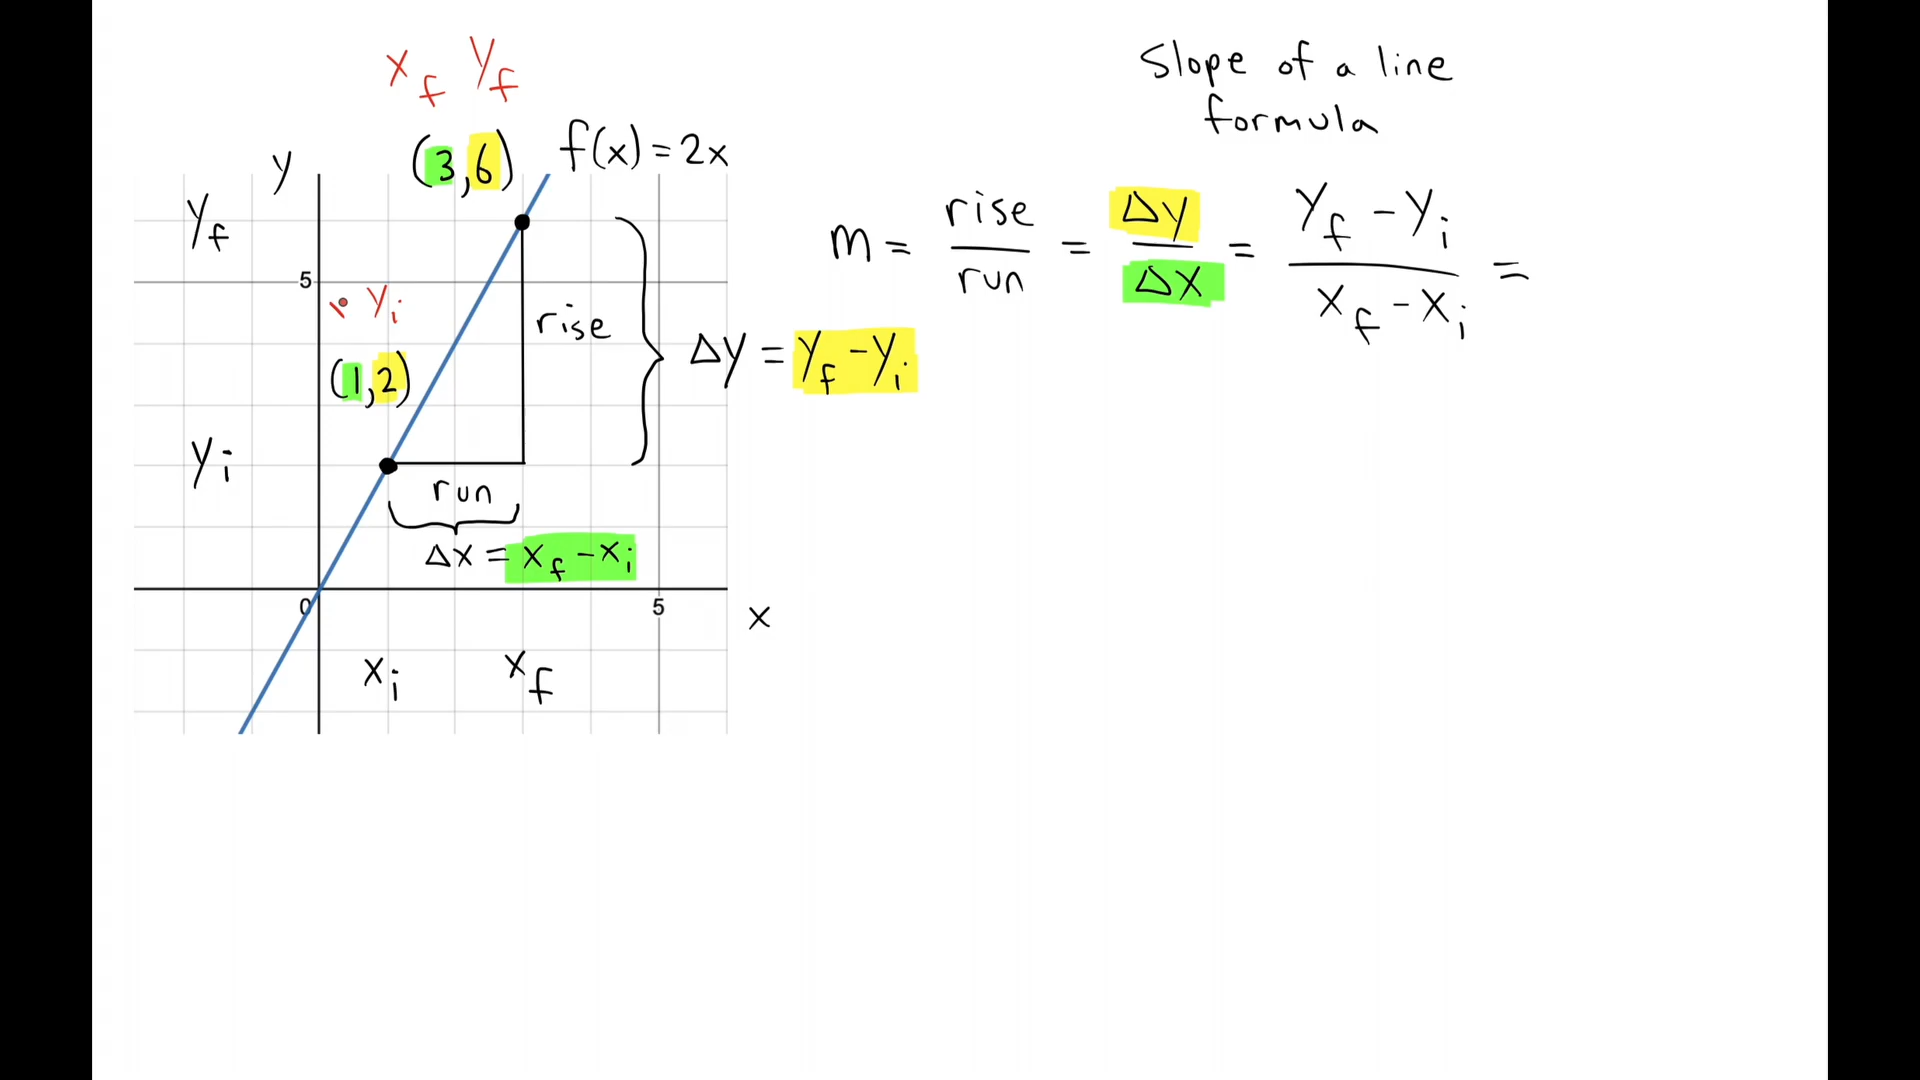 x_f y_f
Slope of a line
formula
(3,6)
f(x) = 2x
y
y_f
m = rise/run = Δy/Δx = (y_f - y_i)/(x_f - x_i) =
5
y_i
rise
Δy = y_f - y_i
(1,2)
y_i
run
Δx = x_f - x_i
0
5
x
x_i
x_f